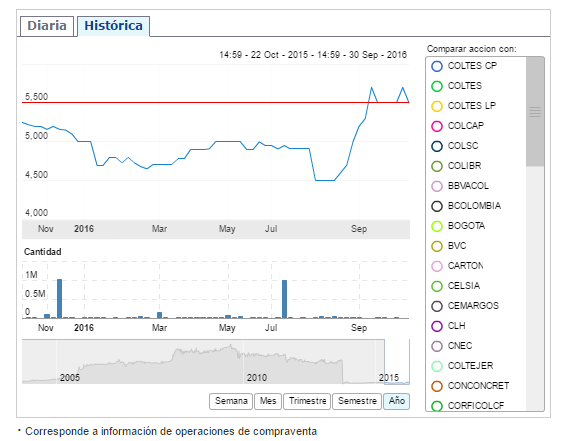 Diaria Histórica
14:59 - 22 Oct - 2015 - 14:59 - 30 Sep - 2016
Comparar accion con:
5,500
5,000
4,500
4,000
Nov 2016 Mar May Jul Sep
Cantidad
1M
0.5M
0
Nov 2016 Mar May Jul Sep
2005 2010 2015
Semana Mes Trimestre Semestre Año
COLTES CP
COLTES
COLTES LP
COLCAP
COLSC
COLIBR
BBVACOL
BCOLOMBIA
BOGOTA
BVC
CARTON
CELSIA
CEMARGOS
CLH
CNEC
COLTEJER
CONCONCRET
CORFICOLCF
· Corresponde a información de operaciones de compraventa